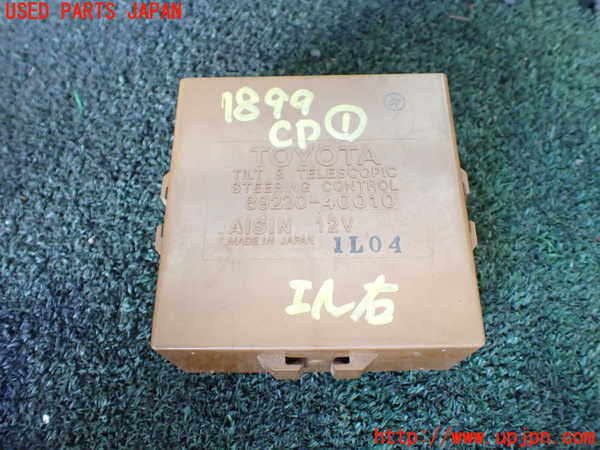 USED PARTS JAPAN
1899
CP①
TOYOTA
TILT & TELESCOPIC
STEERING CONTROL
89230-40010
AISIN 12V
MADE IN JAPAN
1L04
エル右
http://www.upjpn.com